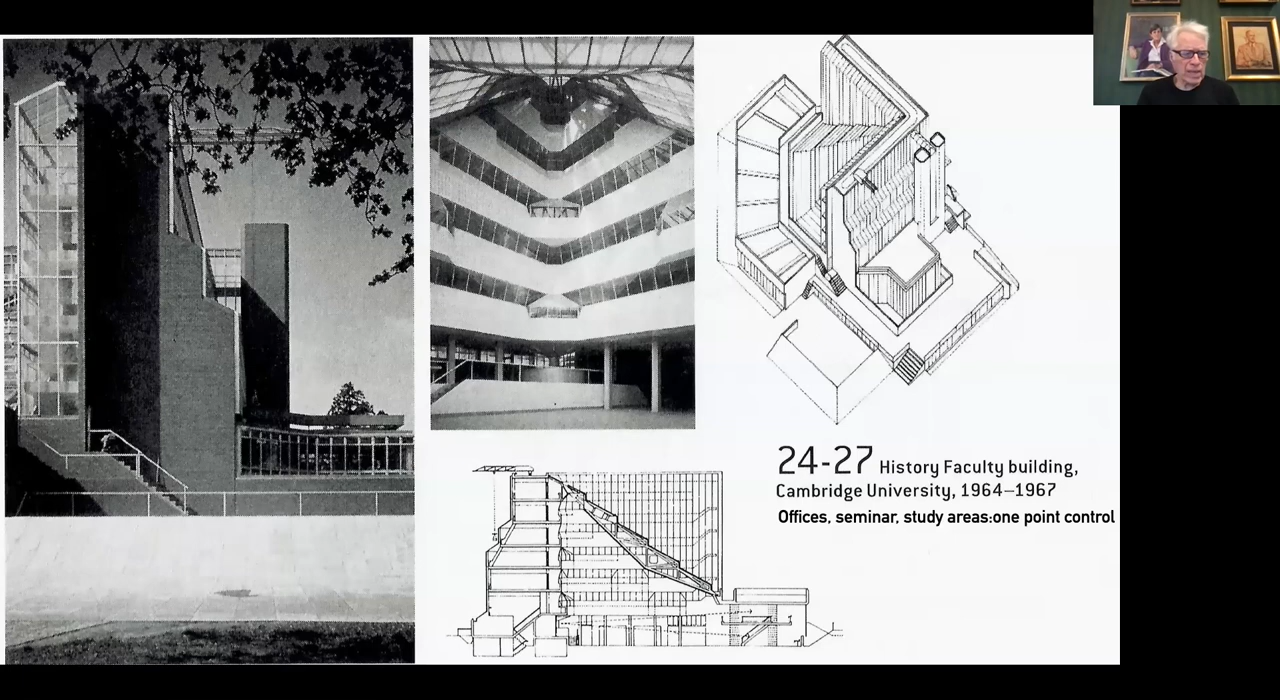 24-27 History Faculty building,
Cambridge University, 1964–1967
Offices, seminar, study areas:one point control